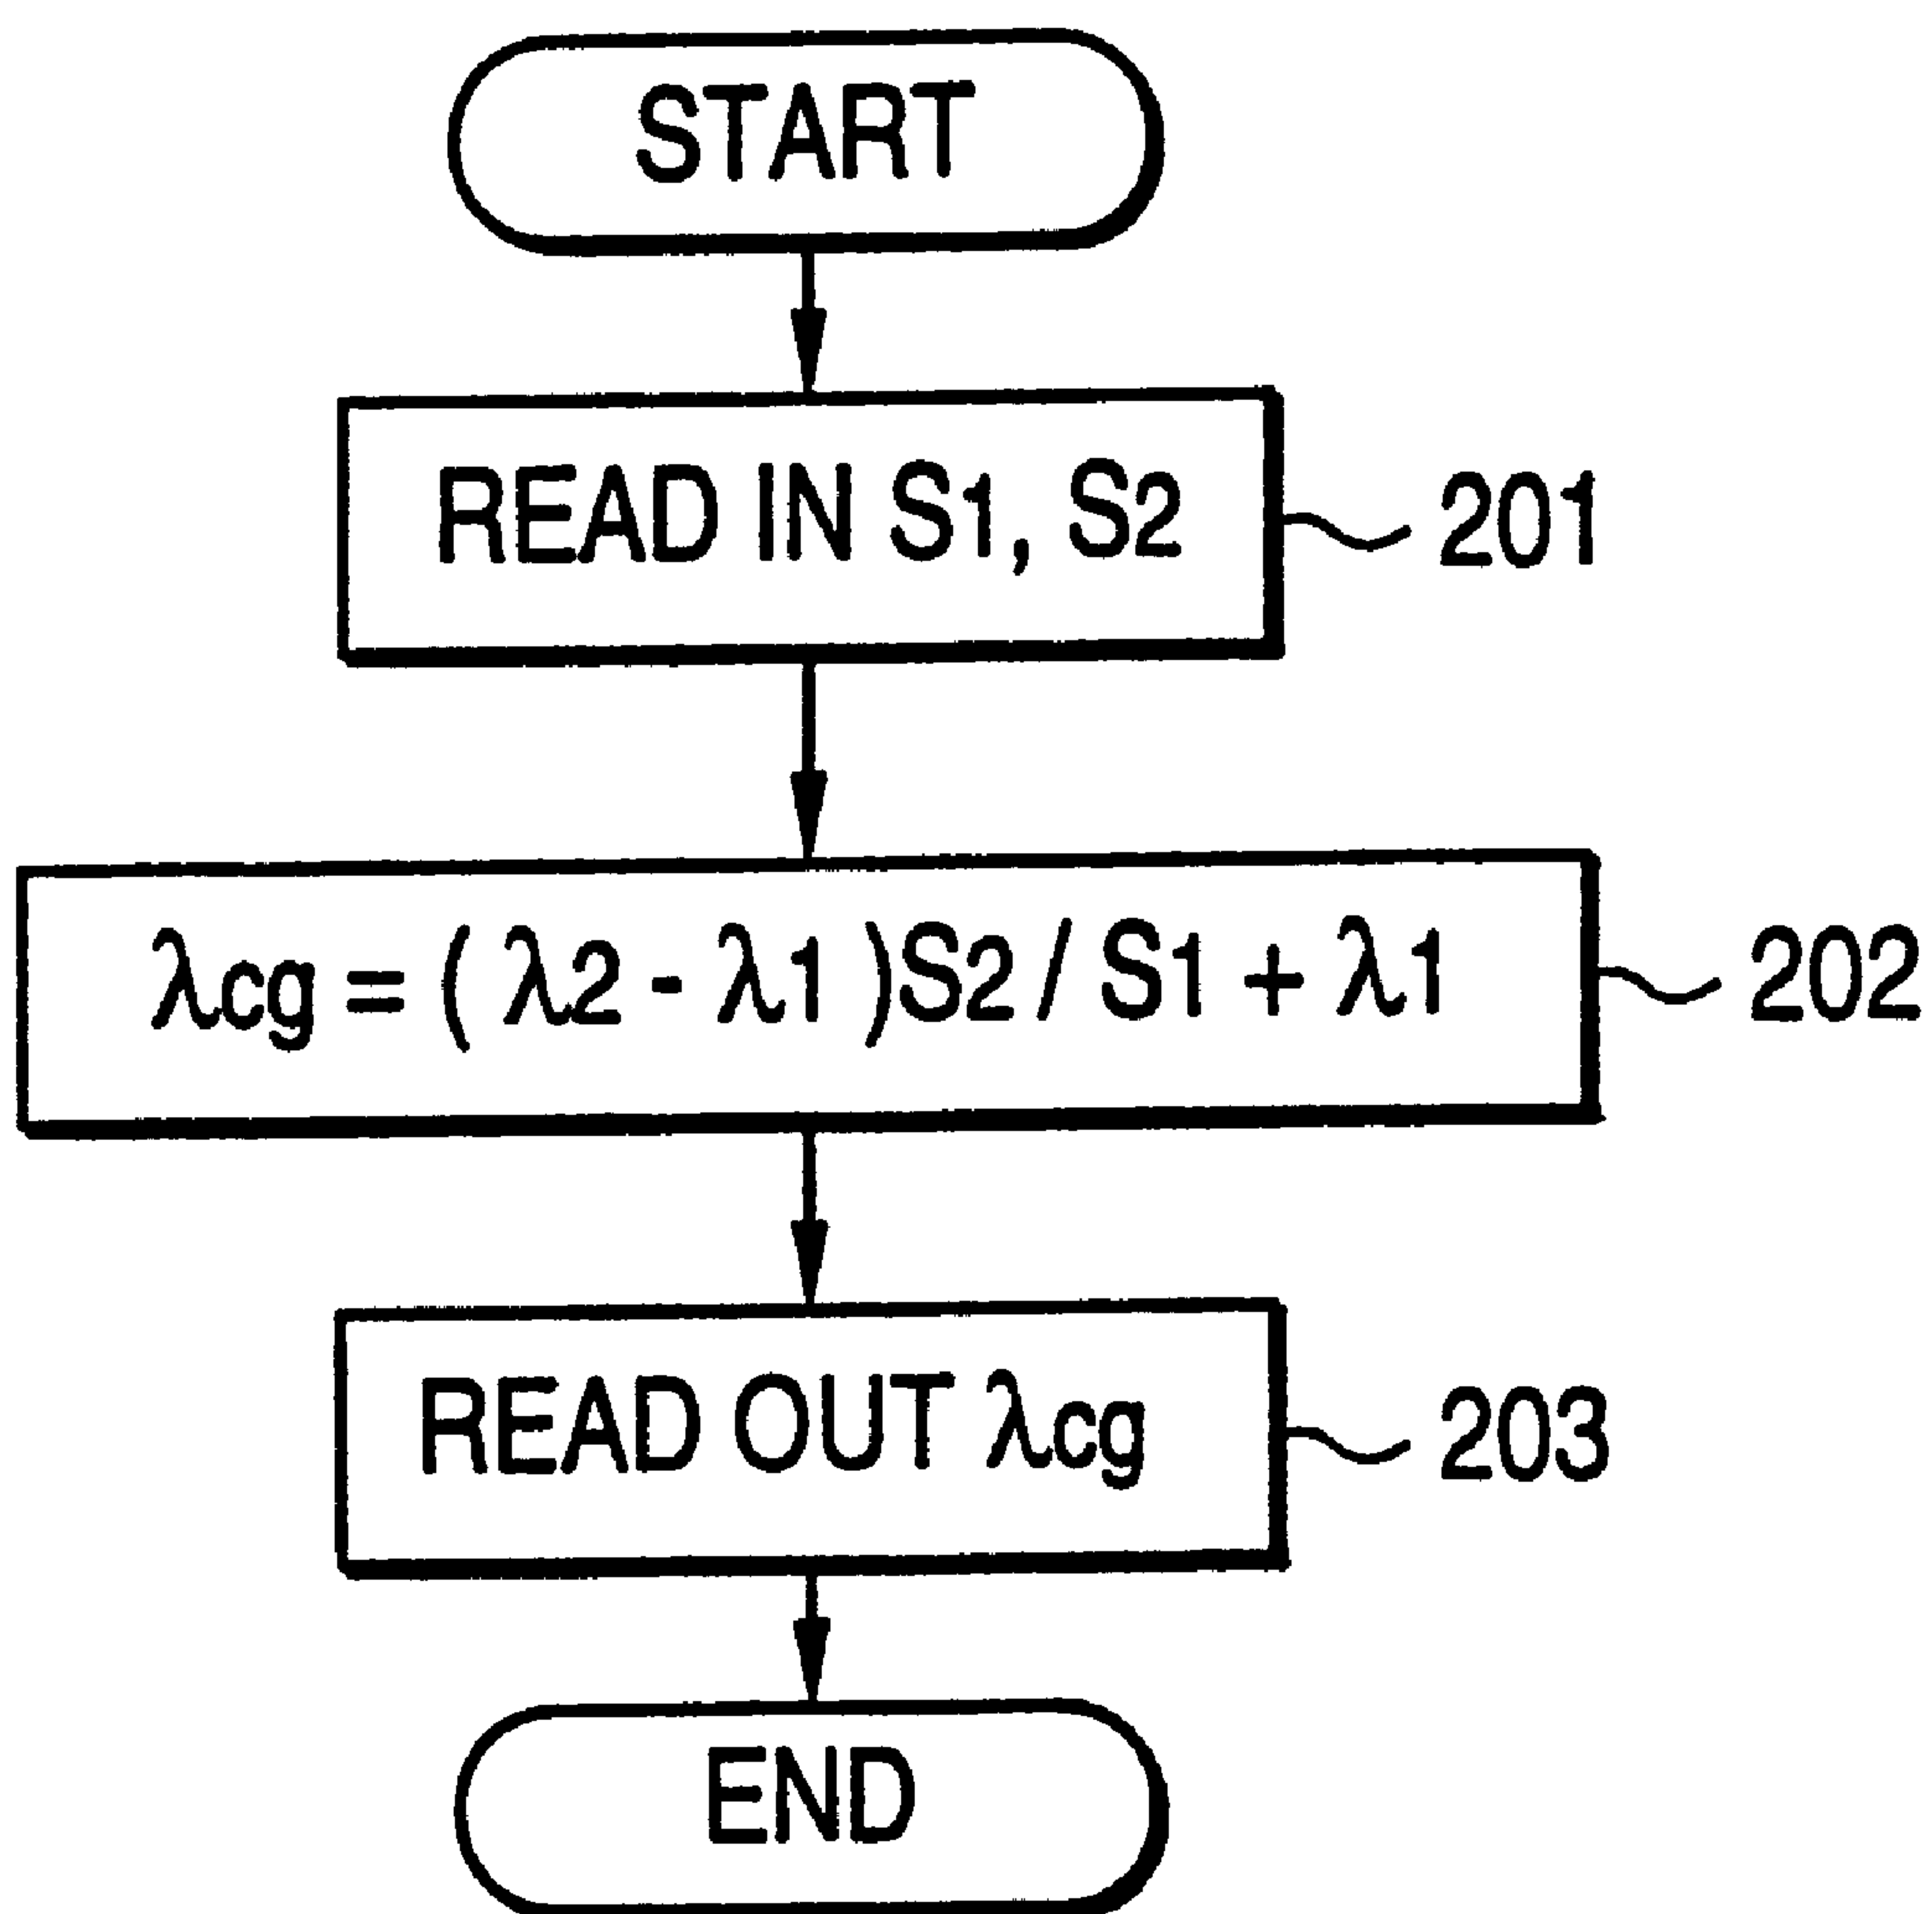 START
READ IN S1, S2
201
λcg = ( λ2 - λ1 )S2 / S1 + λ1
202
READ OUT λcg
203
END